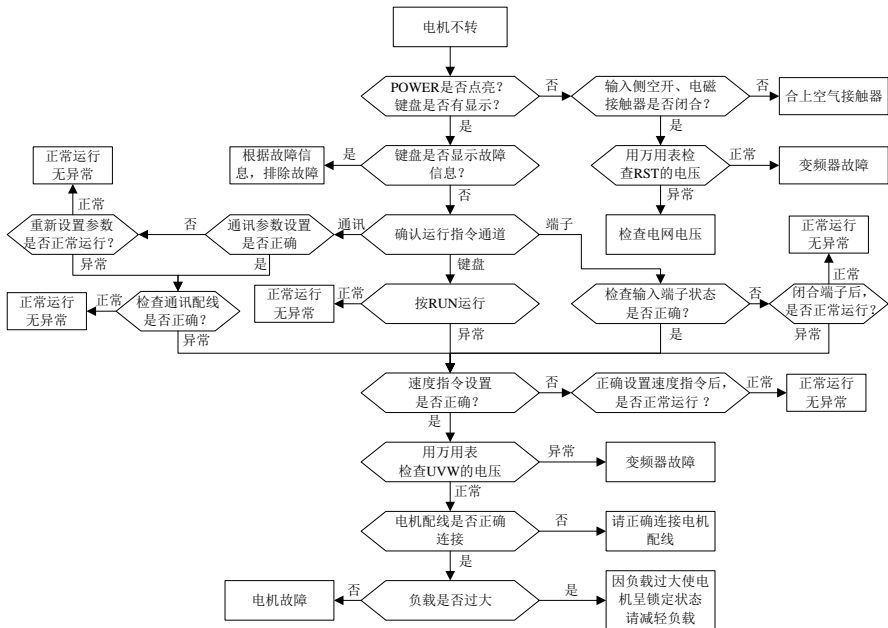 电机不转
POWER是否点亮？
键盘是否有显示？
否
输入侧空开、电磁
接触器是否闭合？
否
合上空气接触器
是
是
正常运行
无异常
根据故障信
息，排除故障
是
键盘是否显示故障
信息？
用万用表检
查RST的电压
正常
变频器故障
正常
否
异常
重新设置参数
是否正常运行？
否
通讯参数设置
是否正确
通讯
确认运行指令通道
端子
检查电网电压
正常运行
无异常
异常
是
键盘
正常
正常运行
无异常
正常
检查通讯配线
是否正确？
正常运行
无异常
正常
按RUN运行
检查输入端子状态
是否正确？
否
闭合端子后，
是否正常运行？
异常
异常
是
异常
速度指令设置
是否正确？
否
正确设置速度指令后，
是否正常运行 ？
正常
正常运行
无异常
是
用万用表
检查UVW的电压
异常
变频器故障
正常
电机配线是否正确
连接
否
请正确连接电机
配线
是
电机故障
否
负载是否过大
是
因负载过大使电
机呈锁定状态
请减轻负载